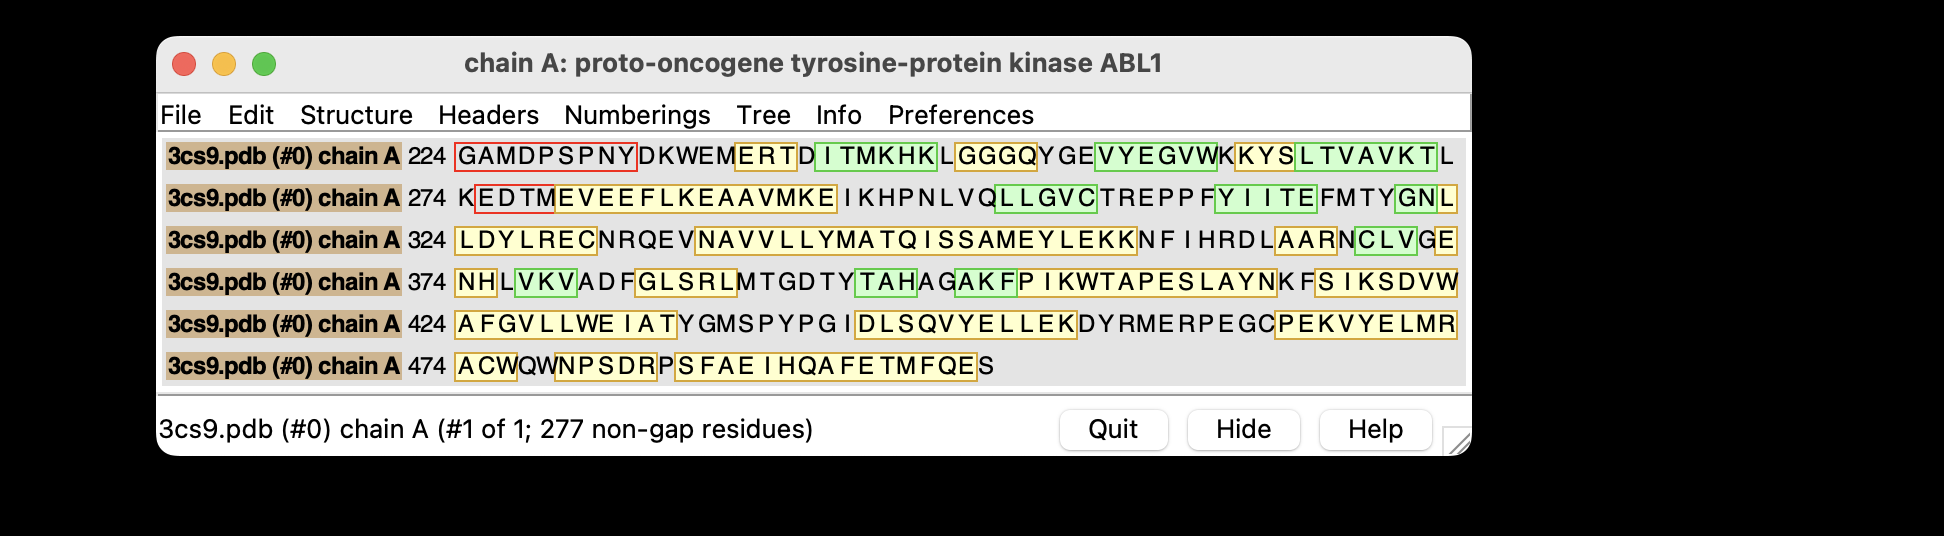 chain A: proto-oncogene tyrosine-protein kinase ABL1
File Edit Structure Headers Numberings Tree Info Preferences
3cs9.pdb (#0) chain A 224 GAMDPSPNYDKWEMERTDITMKHKLGGGQYGEVYEGVWKKYSLTVAVKTL
3cs9.pdb (#0) chain A 274 KEDTMEVEEFLKEAAVMKEIKHPNLVQLLGVCTREPPFYIITEFMTYGNL
3cs9.pdb (#0) chain A 324 LDYLRECNRQEVNAVVLLYMATQISSAMEYLEKKNFIHRDLAARNCLVGE
3cs9.pdb (#0) chain A 374 NHLVKVADFGLSRLMTGDTYTAHAGAKFPIKWTAPESLAYNKFSIKSDVW
3cs9.pdb (#0) chain A 424 AFGVLLWEIATYGMSPYPGIDLSQVYELLEKDYRMERPEGCPEKVYELMR
3cs9.pdb (#0) chain A 474 ACWQWNPSDRPSFAEIHQAFETMFQES
3cs9.pdb (#0) chain A (#1 of 1; 277 non-gap residues) Quit Hide Help